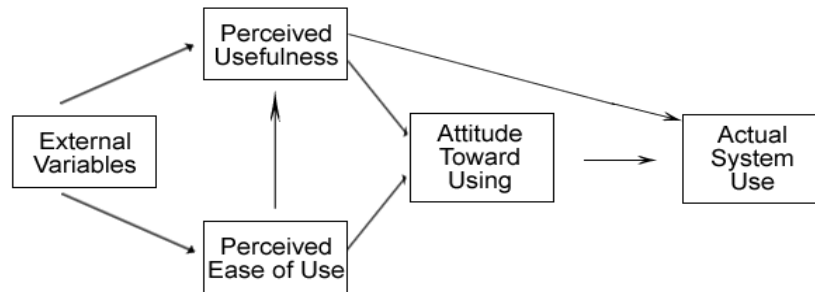 Perceived
Usefulness
External
Variables
Attitude
Toward
Using
Actual
System
Use
Perceived
Ease of Use